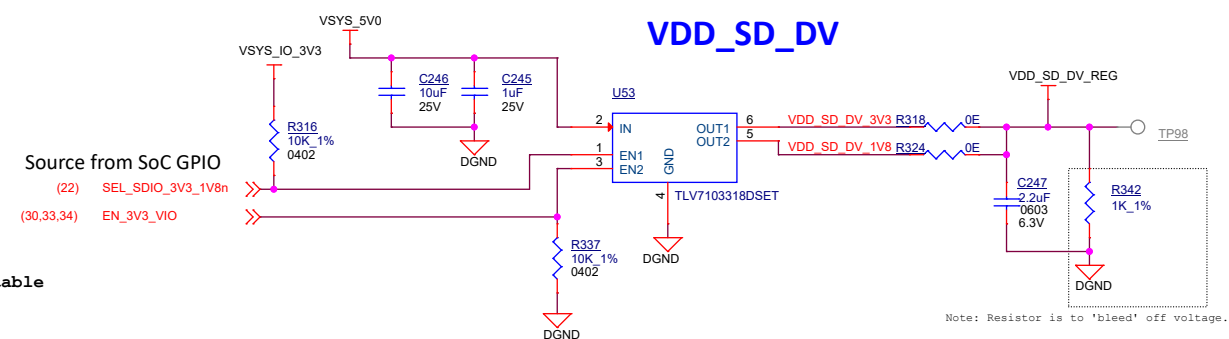 VDD_SD_DV
VSYS_5V0
VSYS_IO_3V3
C246
10uF
25V
C245
1uF
25V
DGND
R316
10K_1%
0402
Source from SoC GPIO
(22) SEL_SDIO_3V3_1V8n
(30,33,34) EN_3V3_VIO
able
U53
2 IN
1 EN1
3 EN2
GND
4
OUT1 6
OUT2 5
TLV7103318DSET
DGND
R337
10K_1%
0402
DGND
VDD_SD_DV_3V3 R318 0E
VDD_SD_DV_1V8 R324 0E
VDD_SD_DV_REG
TP98
C247
2.2uF
0603
6.3V
R342
1K_1%
DGND
Note: Resistor is to 'bleed' off voltage.